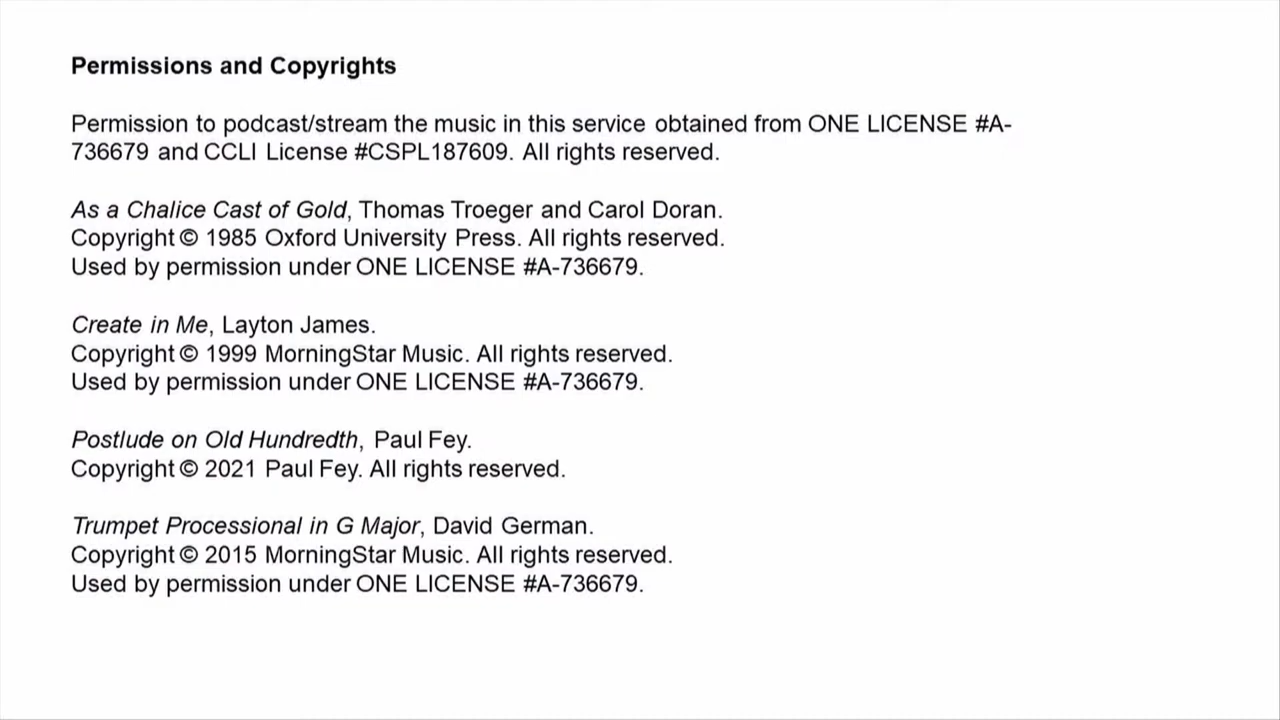 Permissions and Copyrights
Permission to podcast/stream the music in this service obtained from ONE LICENSE #A-
736679 and CCLI License #CSPL187609. All rights reserved.
As a Chalice Cast of Gold, Thomas Troeger and Carol Doran.
Copyright © 1985 Oxford University Press. All rights reserved.
Used by permission under ONE LICENSE #A-736679.
Create in Me, Layton James.
Copyright © 1999 MorningStar Music. All rights reserved.
Used by permission under ONE LICENSE #A-736679.
Postlude on Old Hundredth, Paul Fey.
Copyright © 2021 Paul Fey. All rights reserved.
Trumpet Processional in G Major, David German.
Copyright © 2015 MorningStar Music. All rights reserved.
Used by permission under ONE LICENSE #A-736679.